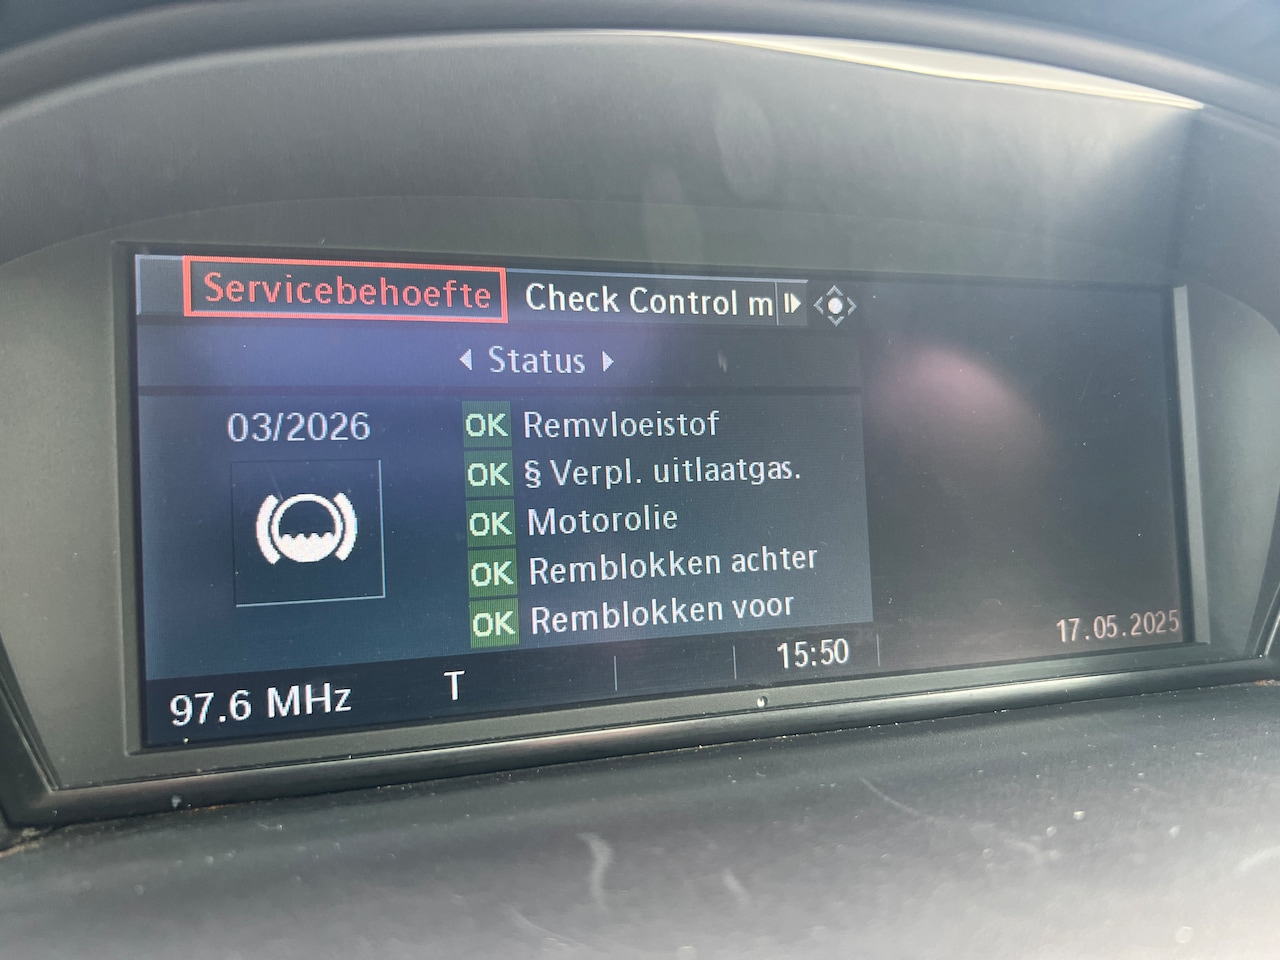 Servicebehoefte Check Control m
Status
03/2026
OK Remvloeistof
OK § Verpl. uitlaatgas.
OK Motorolie
OK Remblokken achter
OK Remblokken voor
97.6 MHz T 15:50 17.05.2025